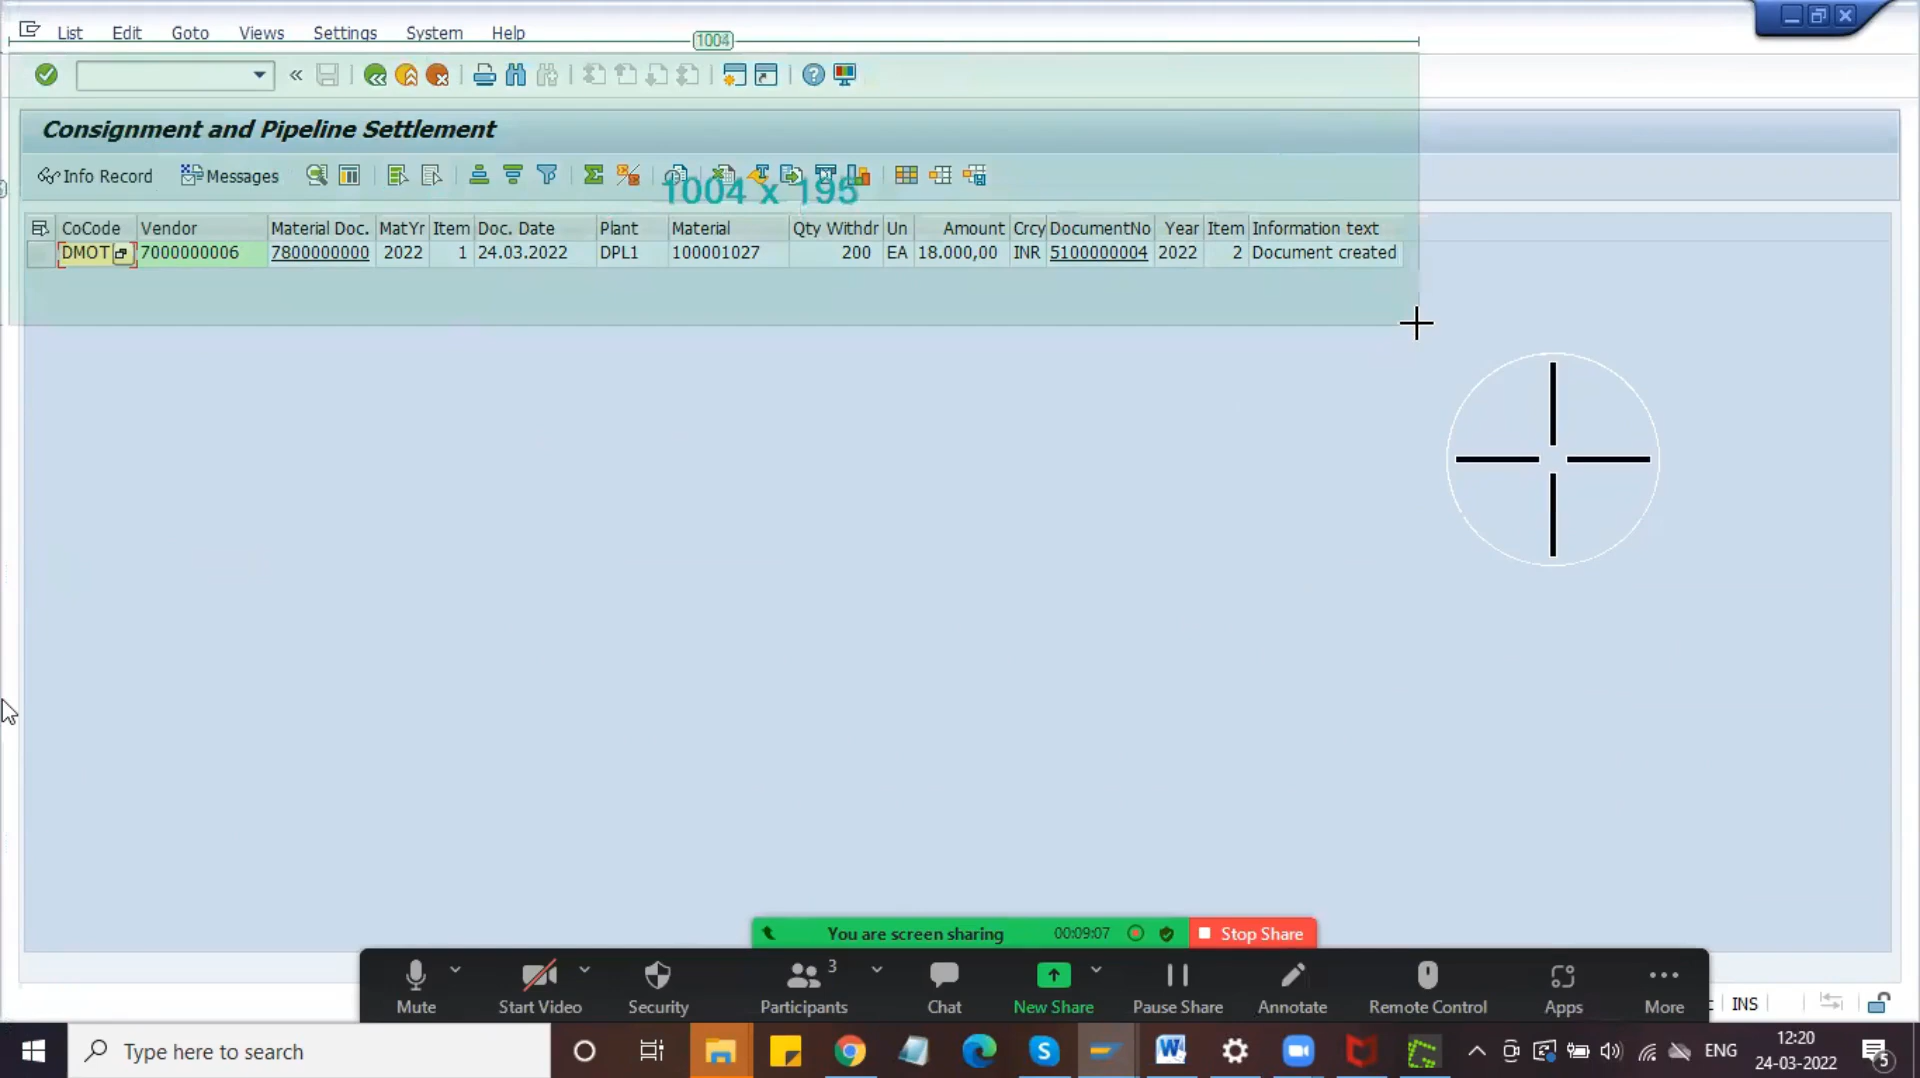 List Edit Goto Views Settings System Help
1004
Consignment and Pipeline Settlement
Info Record Messages
1004 x 195
CoCode Vendor Material Doc. MatYr Item Doc. Date Plant Material Qty Withdr Un Amount Crcy DocumentNo Year Item Information text
DMOT 7000000006 7800000000 2022 1 24.03.2022 DPL1 100001027 200 EA 18.000,00 INR 5100000004 2022 2 Document created
You are screen sharing 00:09:07 Stop Share
3
Mute Start Video Security Participants Chat New Share Pause Share Annotate Remote Control Apps More
INS
Type here to search
ENG
12:20
24-03-2022
5